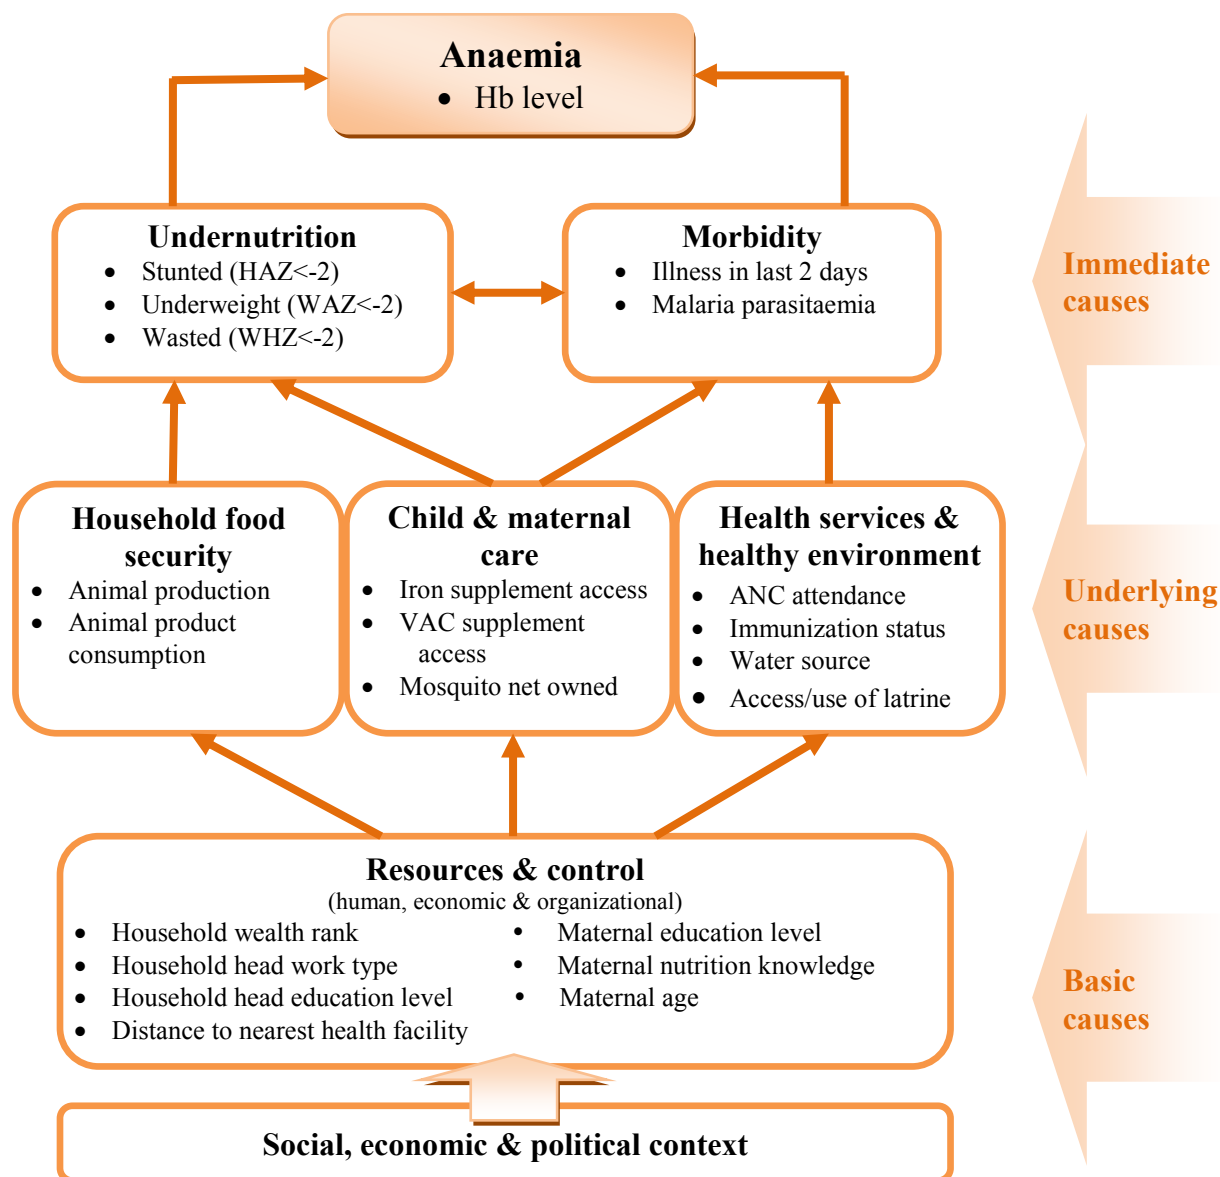 Anaemia
• Hb level
Undernutrition
• Stunted (HAZ<-2)
• Underweight (WAZ<-2)
• Wasted (WHZ<-2)
Morbidity
• Illness in last 2 days
• Malaria parasitaemia
Immediate
causes
Household food
security
• Animal production
• Animal product
consumption
Child & maternal
care
• Iron supplement access
• VAC supplement
access
• Mosquito net owned
Health services &
healthy environment
• ANC attendance
• Immunization status
• Water source
• Access/use of latrine
Underlying
causes
Resources & control
(human, economic & organizational)
• Household wealth rank
• Household head work type
• Household head education level
• Distance to nearest health facility
• Maternal education level
• Maternal nutrition knowledge
• Maternal age
Basic
causes
Social, economic & political context